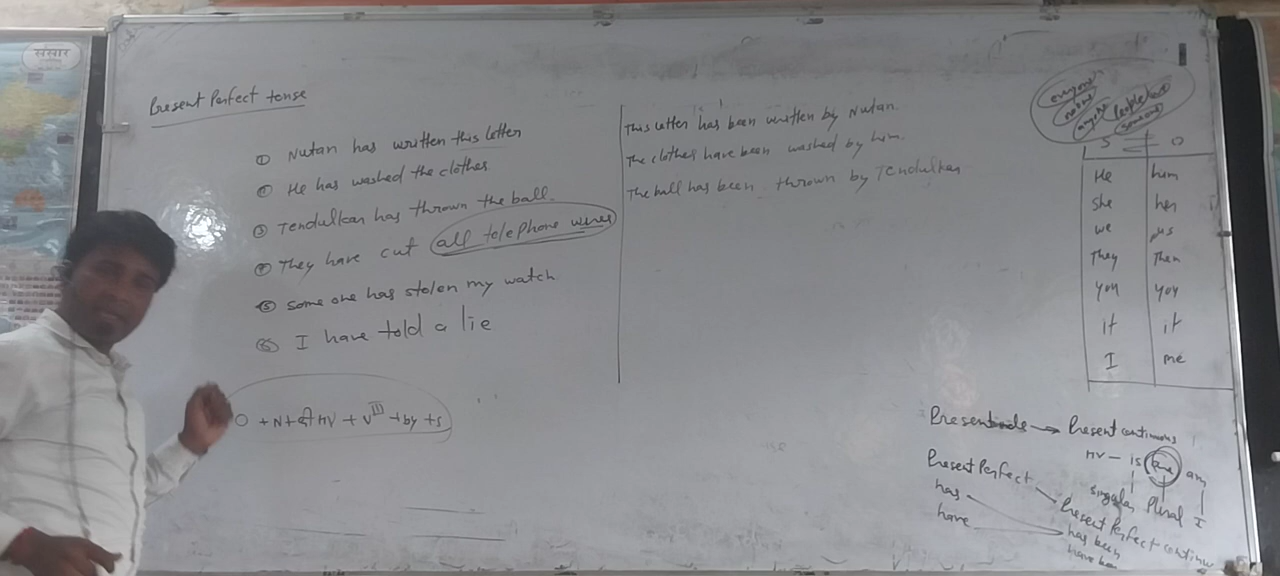 संसार
Present Perfect tense
① Nutan has written this letter
② He has washed the clothes
③ Tendulkar has thrown the ball.
④ They have cut all telephone wires
⑤ Some one has stolen my watch
⑥ I have told a lie
O + N + की HV + V III + by + S
This letter has been written by Nutan.
The clothes have been washed by him.
The ball has been thrown by Tendulkar
everyone
People
someone
S O
He him
she her
we us
They Them
you you
it it
I me
Present → Present continuous
HV – is are am
singular Plural I
Present Perfect
has
have
Present Perfect continu
has been
have been